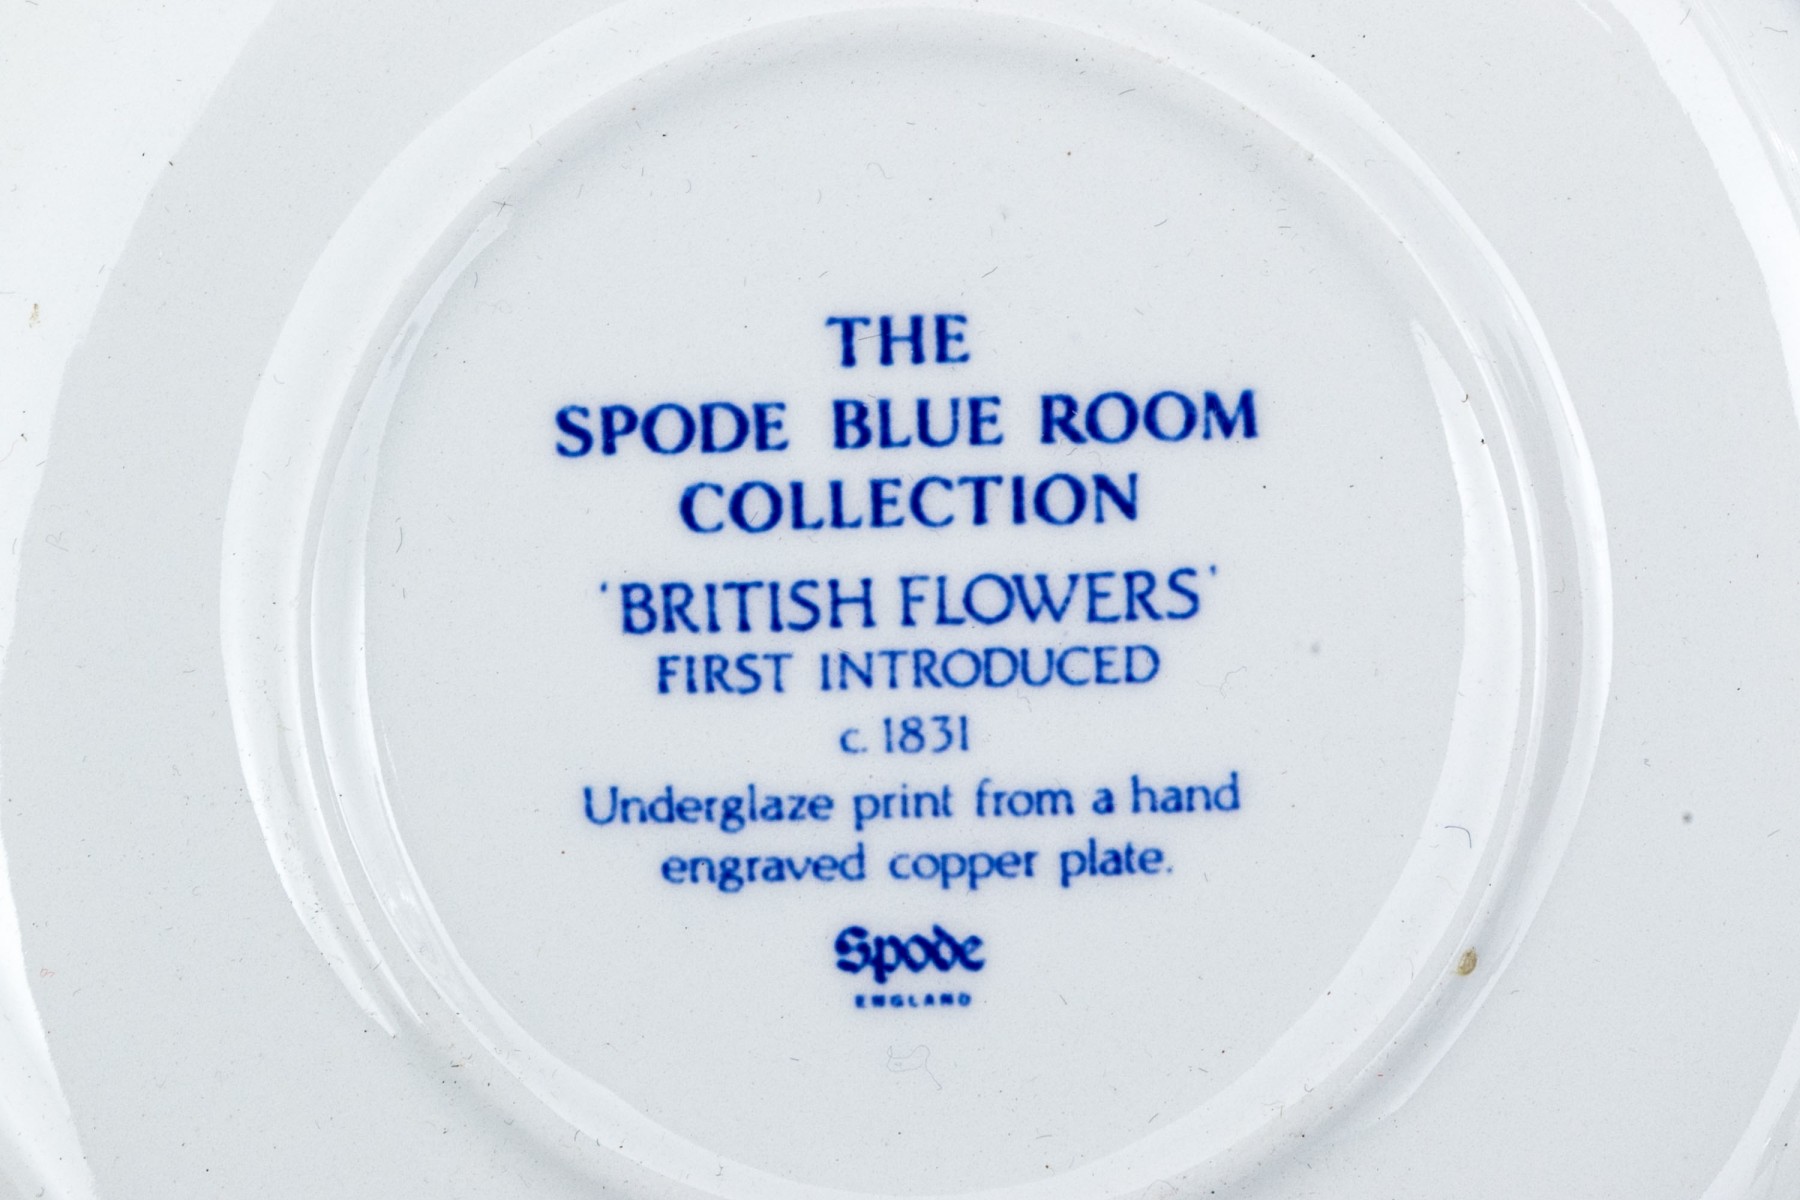 THE
SPODE BLUE ROOM
COLLECTION
'BRITISH FLOWERS'
FIRST INTRODUCED
c. 1831
Underglaze print from a hand
engraved copper plate.
Spode
ENGLAND